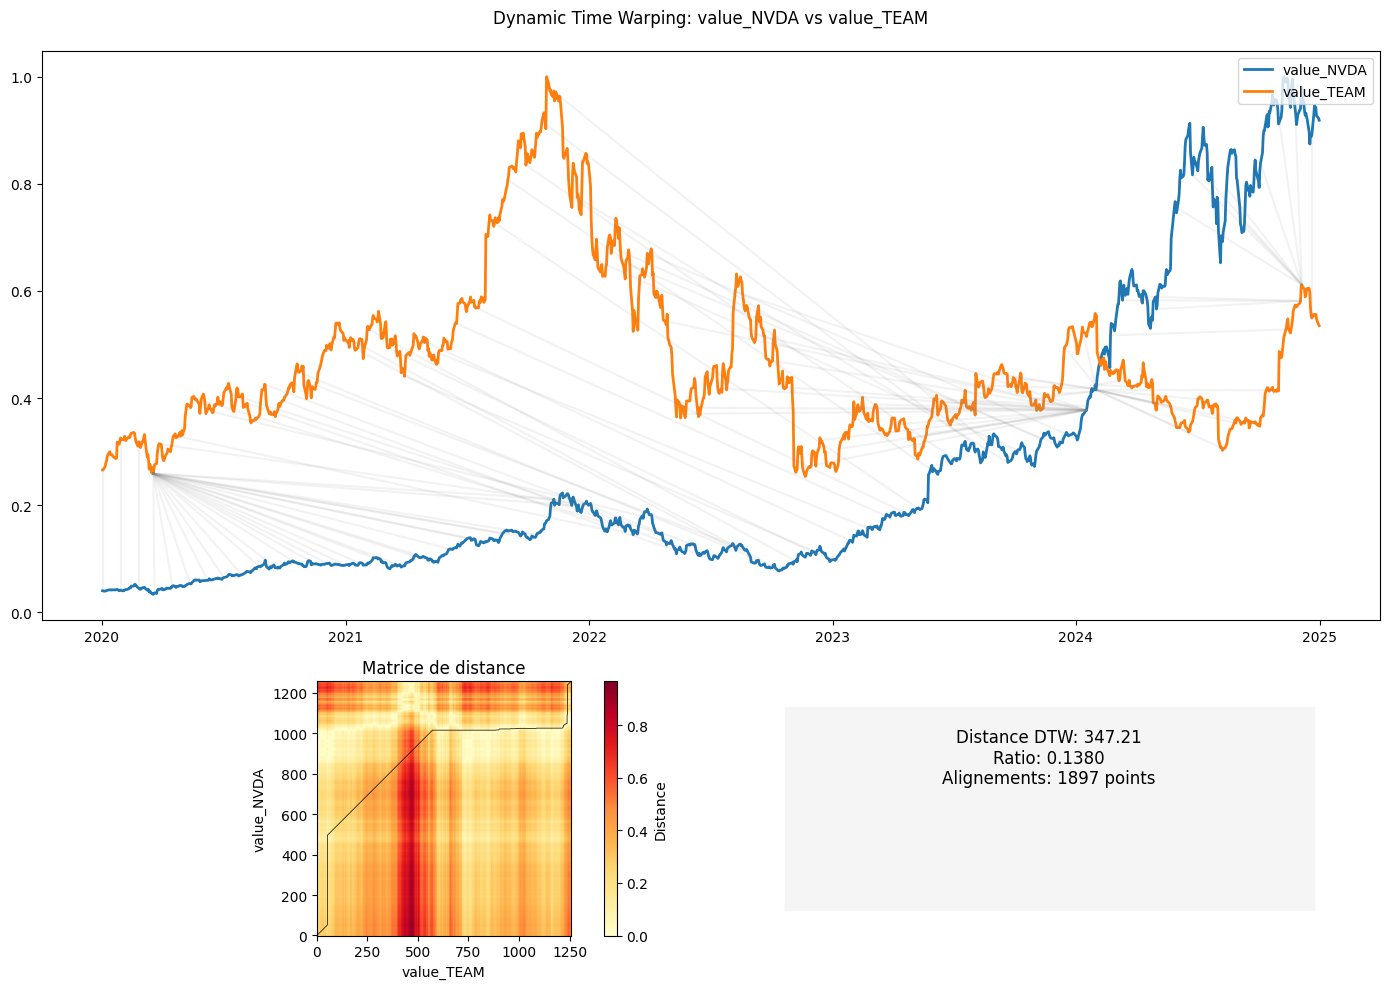 Dynamic Time Warping: value_NVDA vs value_TEAM
value_NVDA
value_TEAM
1.0
0.8
0.6
0.4
0.2
0.0
2020 2021 2022 2023 2024 2025
Matrice de distance
1200
1000
800
600
400
200
0
value_NVDA
0 250 500 750 1000 1250
value_TEAM
0.8
0.6
0.4
0.2
0.0
Distance
Distance DTW: 347.21
Ratio: 0.1380
Alignements: 1897 points